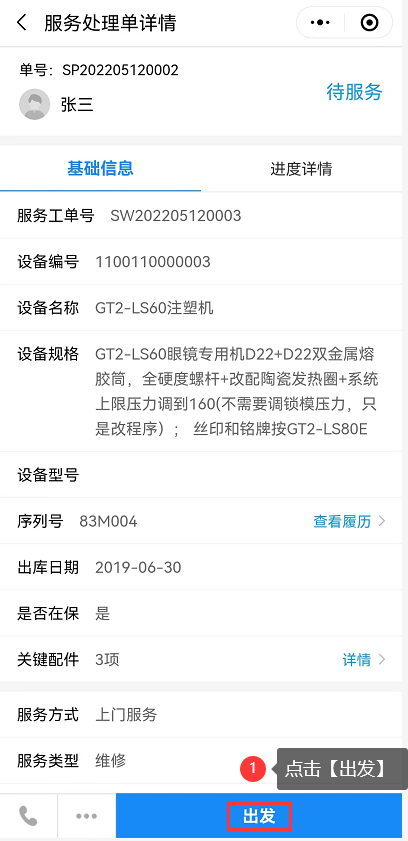 服务处理单详情
单号: SP202205120002
张三
待服务
基础信息 进度详情
服务工单号 SW202205120003
设备编号 1100110000003
设备名称 GT2-LS60注塑机
设备规格 GT2-LS60眼镜专用机D22+D22双金属熔
胶筒，全硬度螺杆+改配陶瓷发热圈+系统
上限压力调到160(不需要调锁模压力，只
是改程序）； 丝印和铭牌按GT2-LS80E
设备型号
序列号 83M004 查看履历
出库日期 2019-06-30
是否在保 是
关键配件 3项 详情
服务方式 上门服务
服务类型 维修
1 点击【出发】
出发